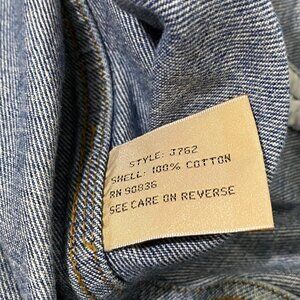 STYLE: J762
SHELL: 100% COTTON
RN 90836
SEE CARE ON REVERSE